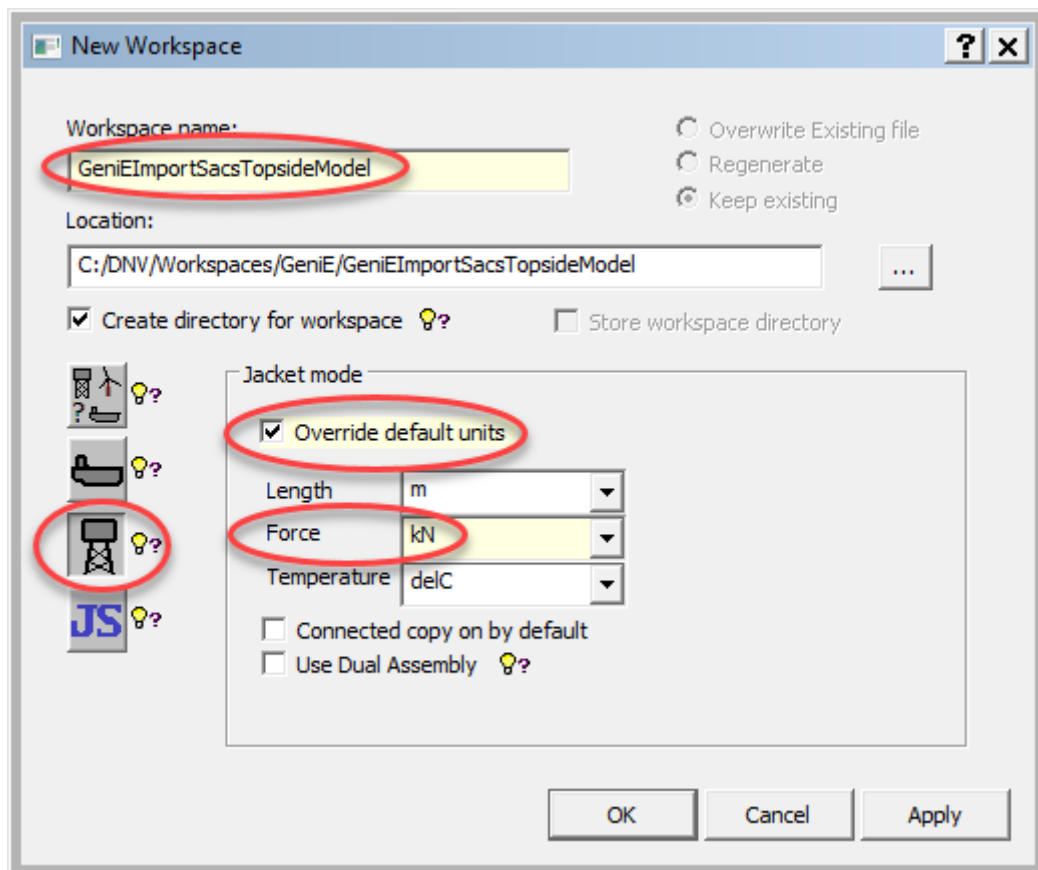 New Workspace
Workspace name:
GeniEImportSacsTopsideModel
Overwrite Existing file
Regenerate
Keep existing
Location:
C:/DNV/Workspaces/GeniE/GeniEImportSacsTopsideModel
...
Create directory for workspace
Store workspace directory
Jacket mode
Override default units
Length m
Force kN
Temperature delC
Connected copy on by default
Use Dual Assembly
JS
OK Cancel Apply